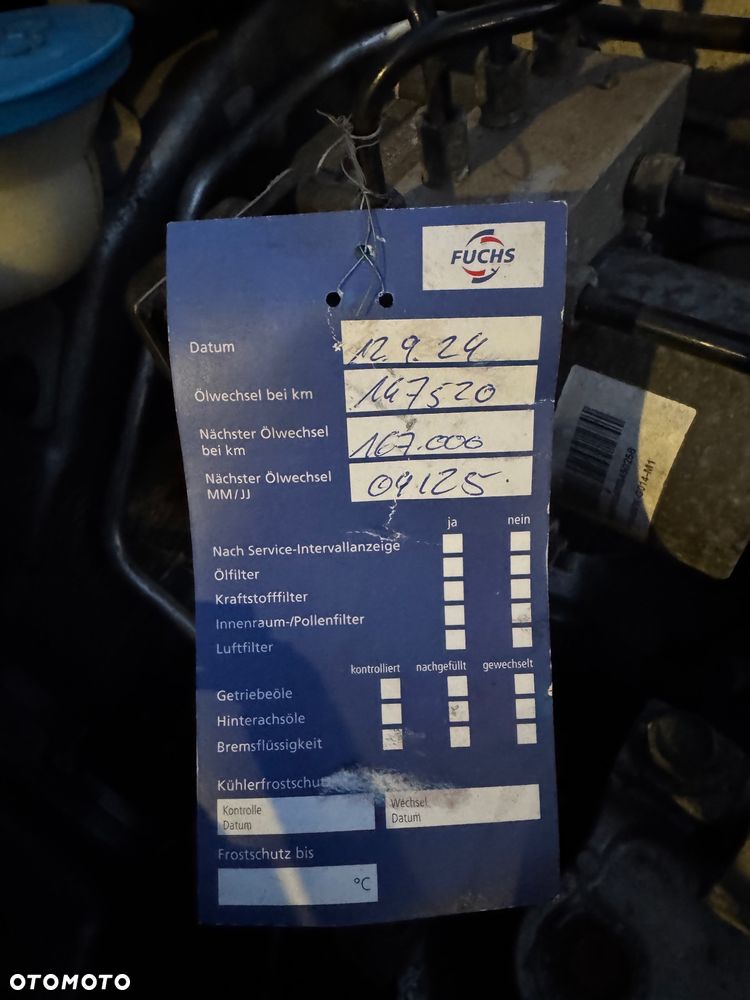 FUCHS
Datum 12.9.24
Ölwechsel bei km 147520
Nächster Ölwechsel
bei km 167.000
Nächster Ölwechsel
MM/JJ 09125
ja nein
Nach Service-Intervallanzeige
Ölfilter
Kraftstofffilter
Innenraum-/Pollenfilter
Luftfilter
kontrolliert nachgefüllt gewechselt
Getriebeöle
Hinterachsöle
Bremsflüssigkeit
Kühlerfrostschutz
Kontrolle Wechsel
Datum Datum
Frostschutz bis
°C
OTOMOTO